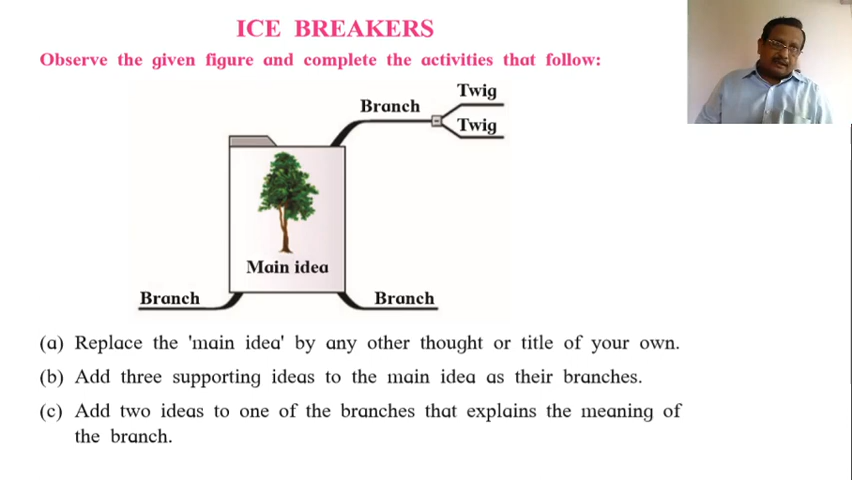 ICE BREAKERS
Observe the given figure and complete the activities that follow:
Twig
Branch
Twig
Main idea
Branch
Branch
(a) Replace the 'main idea' by any other thought or title of your own.
(b) Add three supporting ideas to the main idea as their branches.
(c) Add two ideas to one of the branches that explains the meaning of
the branch.